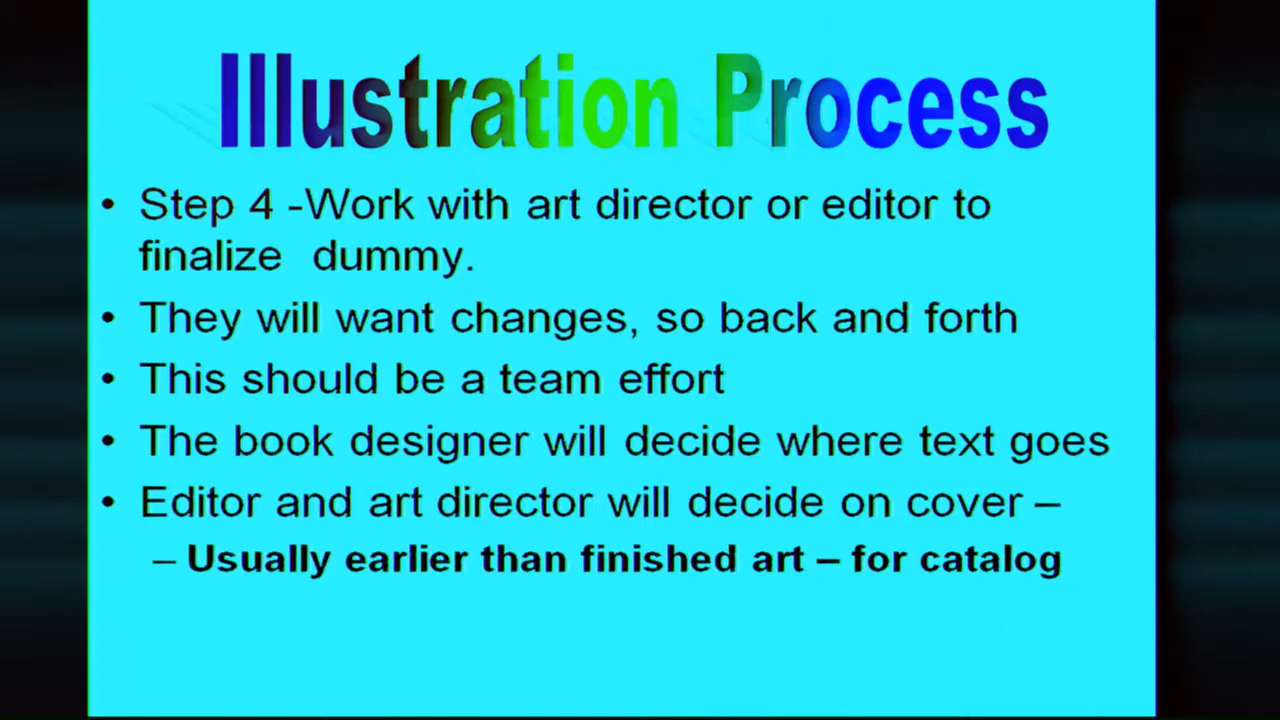 Illustration Process
• Step 4 -Work with art director or editor to
finalize  dummy.
• They will want changes, so back and forth
• This should be a team effort
• The book designer will decide where text goes
• Editor and art director will decide on cover –
– Usually earlier than finished art – for catalog